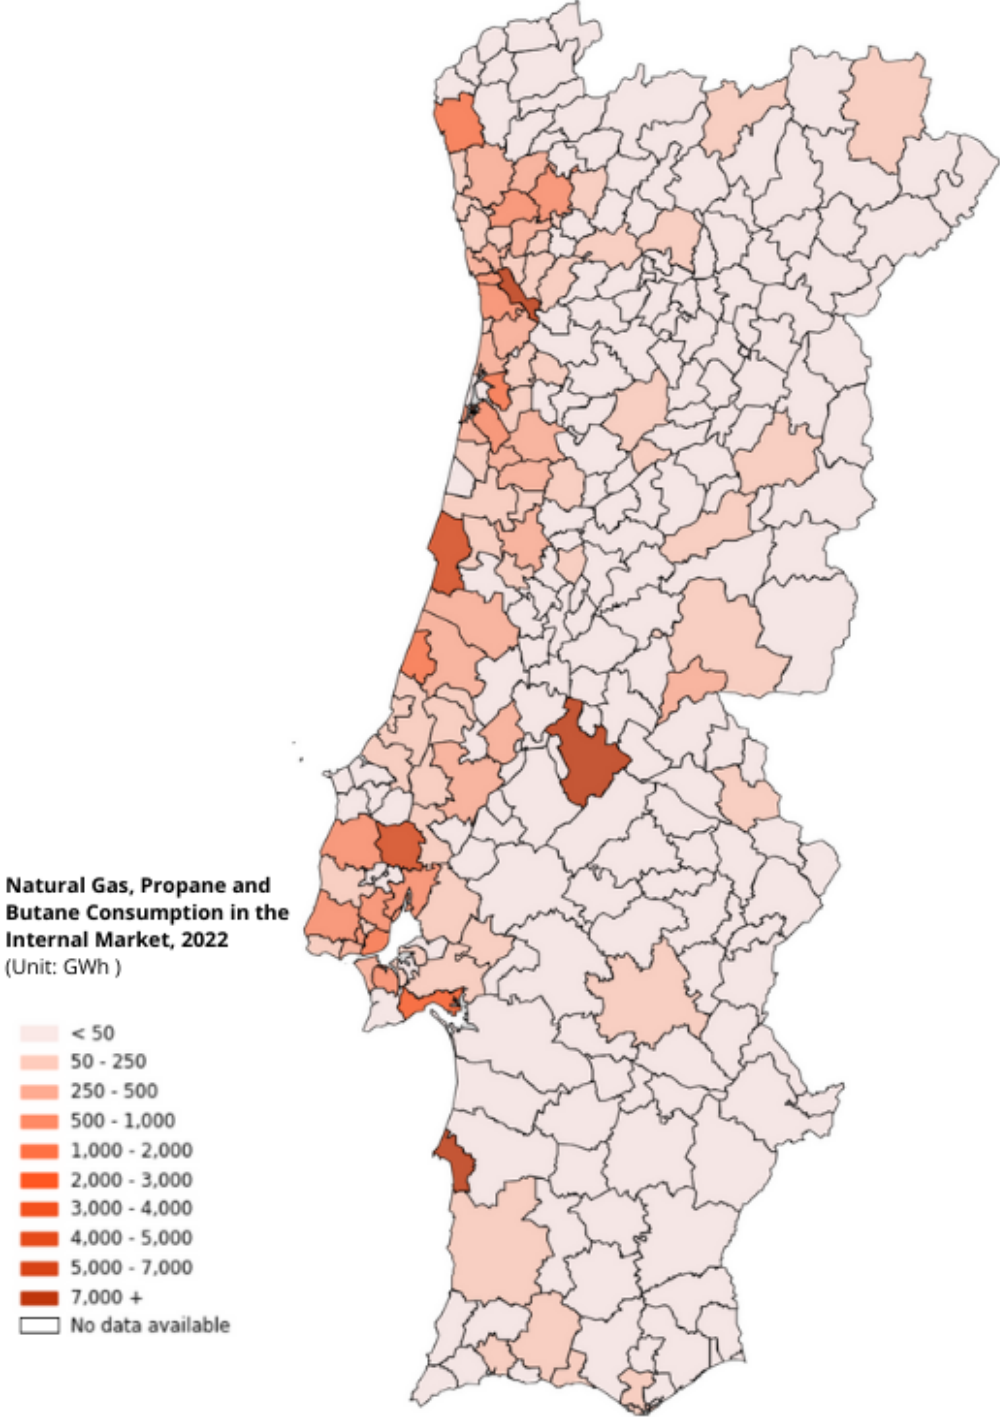 Natural Gas, Propane and
Butane Consumption in the
Internal Market, 2022
(Unit: GWh )
< 50
50 - 250
250 - 500
500 - 1,000
1,000 - 2,000
2,000 - 3,000
3,000 - 4,000
4,000 - 5,000
5,000 - 7,000
7,000 +
No data available